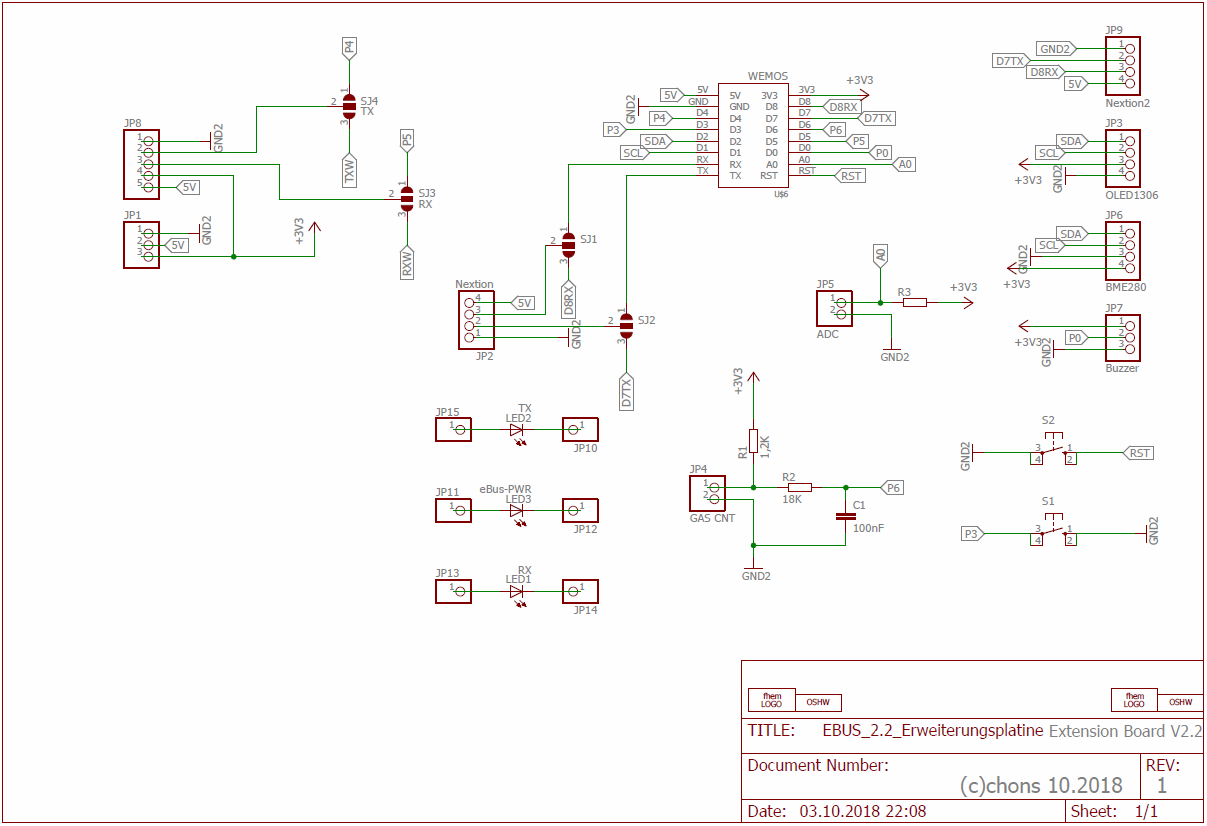 P4
1
2
SJ4
TX
3
TXW
JP8
1
2
3
4
5
GND2
5V
P5
1
2
SJ3
RX
3
RXW
JP1
1
2
3
GND2
5V
+3V3
WEMOS
5V
GND2
P4
P3
SDA
SCL
5V
GND
D4
D3
D2
D1
RX
TX
5V
GND
D4
D3
D2
D1
RX
TX
3V3
D8
D7
D6
D5
D0
A0
RST
3V3
D8
D7
D6
D5
D0
A0
RST
+3V3
D8RX
D7TX
P6
P5
P0
A0
RST
U$6
JP9
GND2
D7TX
D8RX
5V
1
2
3
4
Nextion2
JP3
SDA
SCL
+3V3
GND2
1
2
3
4
OLED1306
JP6
SDA
SCL
GND2
+3V3
1
2
3
4
BME280
JP7
+3V3
P0
GND2
1
2
3
Buzzer
1
2
SJ1
3
D8RX
Nextion
4
3
2
1
5V
GND2
JP2
1
2
SJ2
3
D7TX
A0
JP5
1
2
ADC
R3
+3V3
GND2
+3V3
R1
1,2K
JP4
1
2
GAS CNT
R2
18K
P6
C1
100nF
GND2
JP15
1
TX
LED2
1
JP10
JP11
1
eBus-PWR
LED3
1
JP12
JP13
1
RX
LED1
1
JP14
S2
GND2
3
4
1
2
RST
S1
P3
3
4
1
2
GND2
fhem
LOGO
OSHW
fhem
LOGO
OSHW
TITLE: EBUS_2.2_Erweiterungsplatine Extension Board V2.2
Document Number:
(c)chons 10.2018
REV:
1
Date: 03.10.2018 22:08
Sheet: 1/1